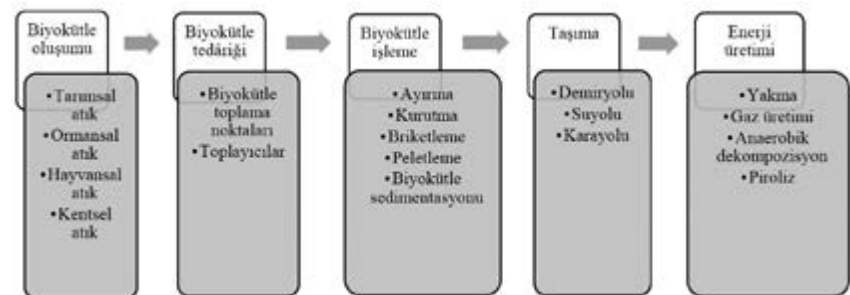 Biyokütle
oluşumu
•Tarımsal
atık
•Ormansal
atık
•Hayvansal
atık
•Kentsel
atık
Biyokütle
tedáriği
•Biyokütle
toplama
noktaları
•Toplayıcılar
Biyokütle
işleme
•Ayırma
•Kurutma
•Briketleme
•Peletleme
•Biyokütle
sedimentasyonu
Taşıma
•Demiryolu
•Suyolu
•Karayolu
Enerji
üretimi
•Yakma
•Gaz üretimi
•Anaerobik
dekompozisyon
•Piroliz